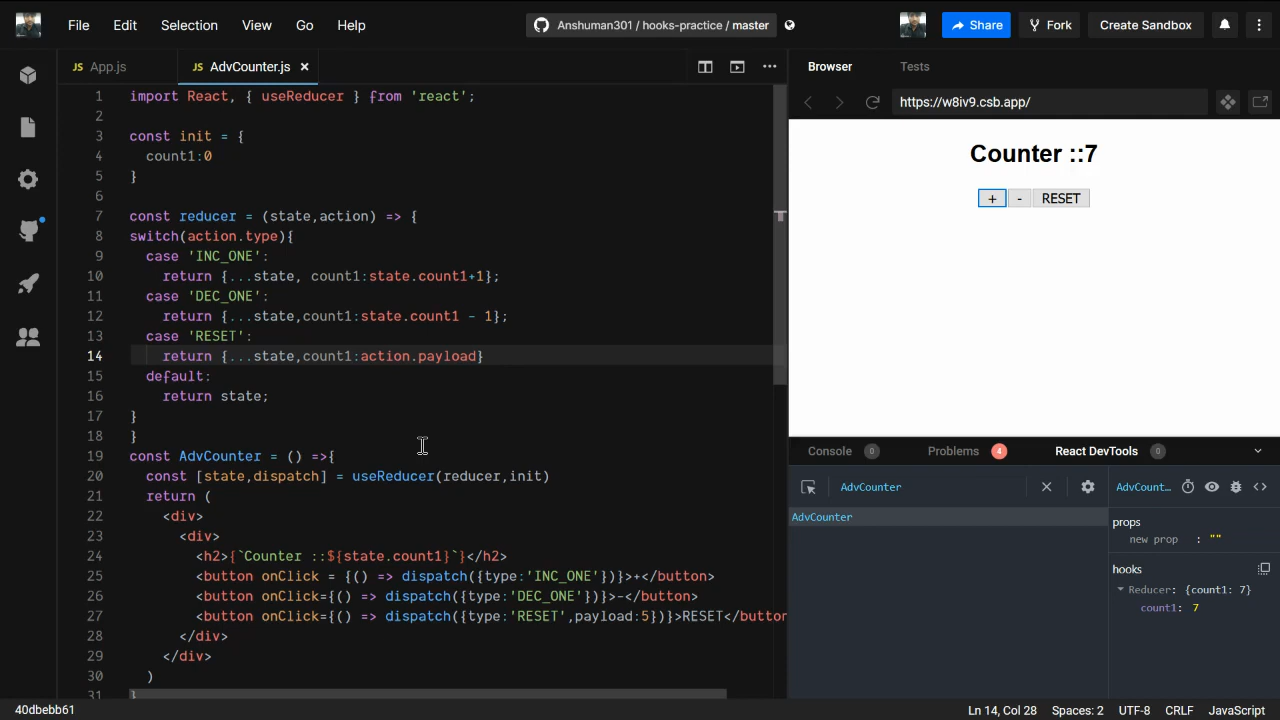 File Edit Selection View Go Help
Anshuman301 / hooks-practice / master
Share Fork Create Sandbox
JS App.js JS AdvCounter.js
Browser Tests
https://w8iv9.csb.app/
1 import React, { useReducer } from 'react';
2
3 const init = {
4 count1:0
5 }
6
7 const reducer = (state,action) => {
8 switch(action.type){
9 case 'INC_ONE':
10 return {...state, count1:state.count1+1};
11 case 'DEC_ONE':
12 return {...state,count1:state.count1 - 1};
13 case 'RESET':
14 return {...state,count1:action.payload}
15 default:
16 return state;
17 }
18 }
19 const AdvCounter = () =>{
20 const [state,dispatch] = useReducer(reducer,init)
21 return (
22 <div>
23 <div>
24 <h2>{`Counter ::${state.count1}`}</h2>
25 <button onClick = {() => dispatch({type:'INC_ONE'})}>+</button>
26 <button onClick={() => dispatch({type:'DEC_ONE'})}>-</button>
27 <button onClick={() => dispatch({type:'RESET',payload:5})}>RESET</button
28 </div>
29 </div>
30 )
31 }
Counter ::7
+ - RESET
Console 0 Problems 4 React DevTools 0
AdvCounter
AdvCounter
AdvCount...
props
new prop : ""
hooks
Reducer: {count1: 7}
count1: 7
40dbebb61
Ln 14, Col 28 Spaces: 2 UTF-8 CRLF JavaScript